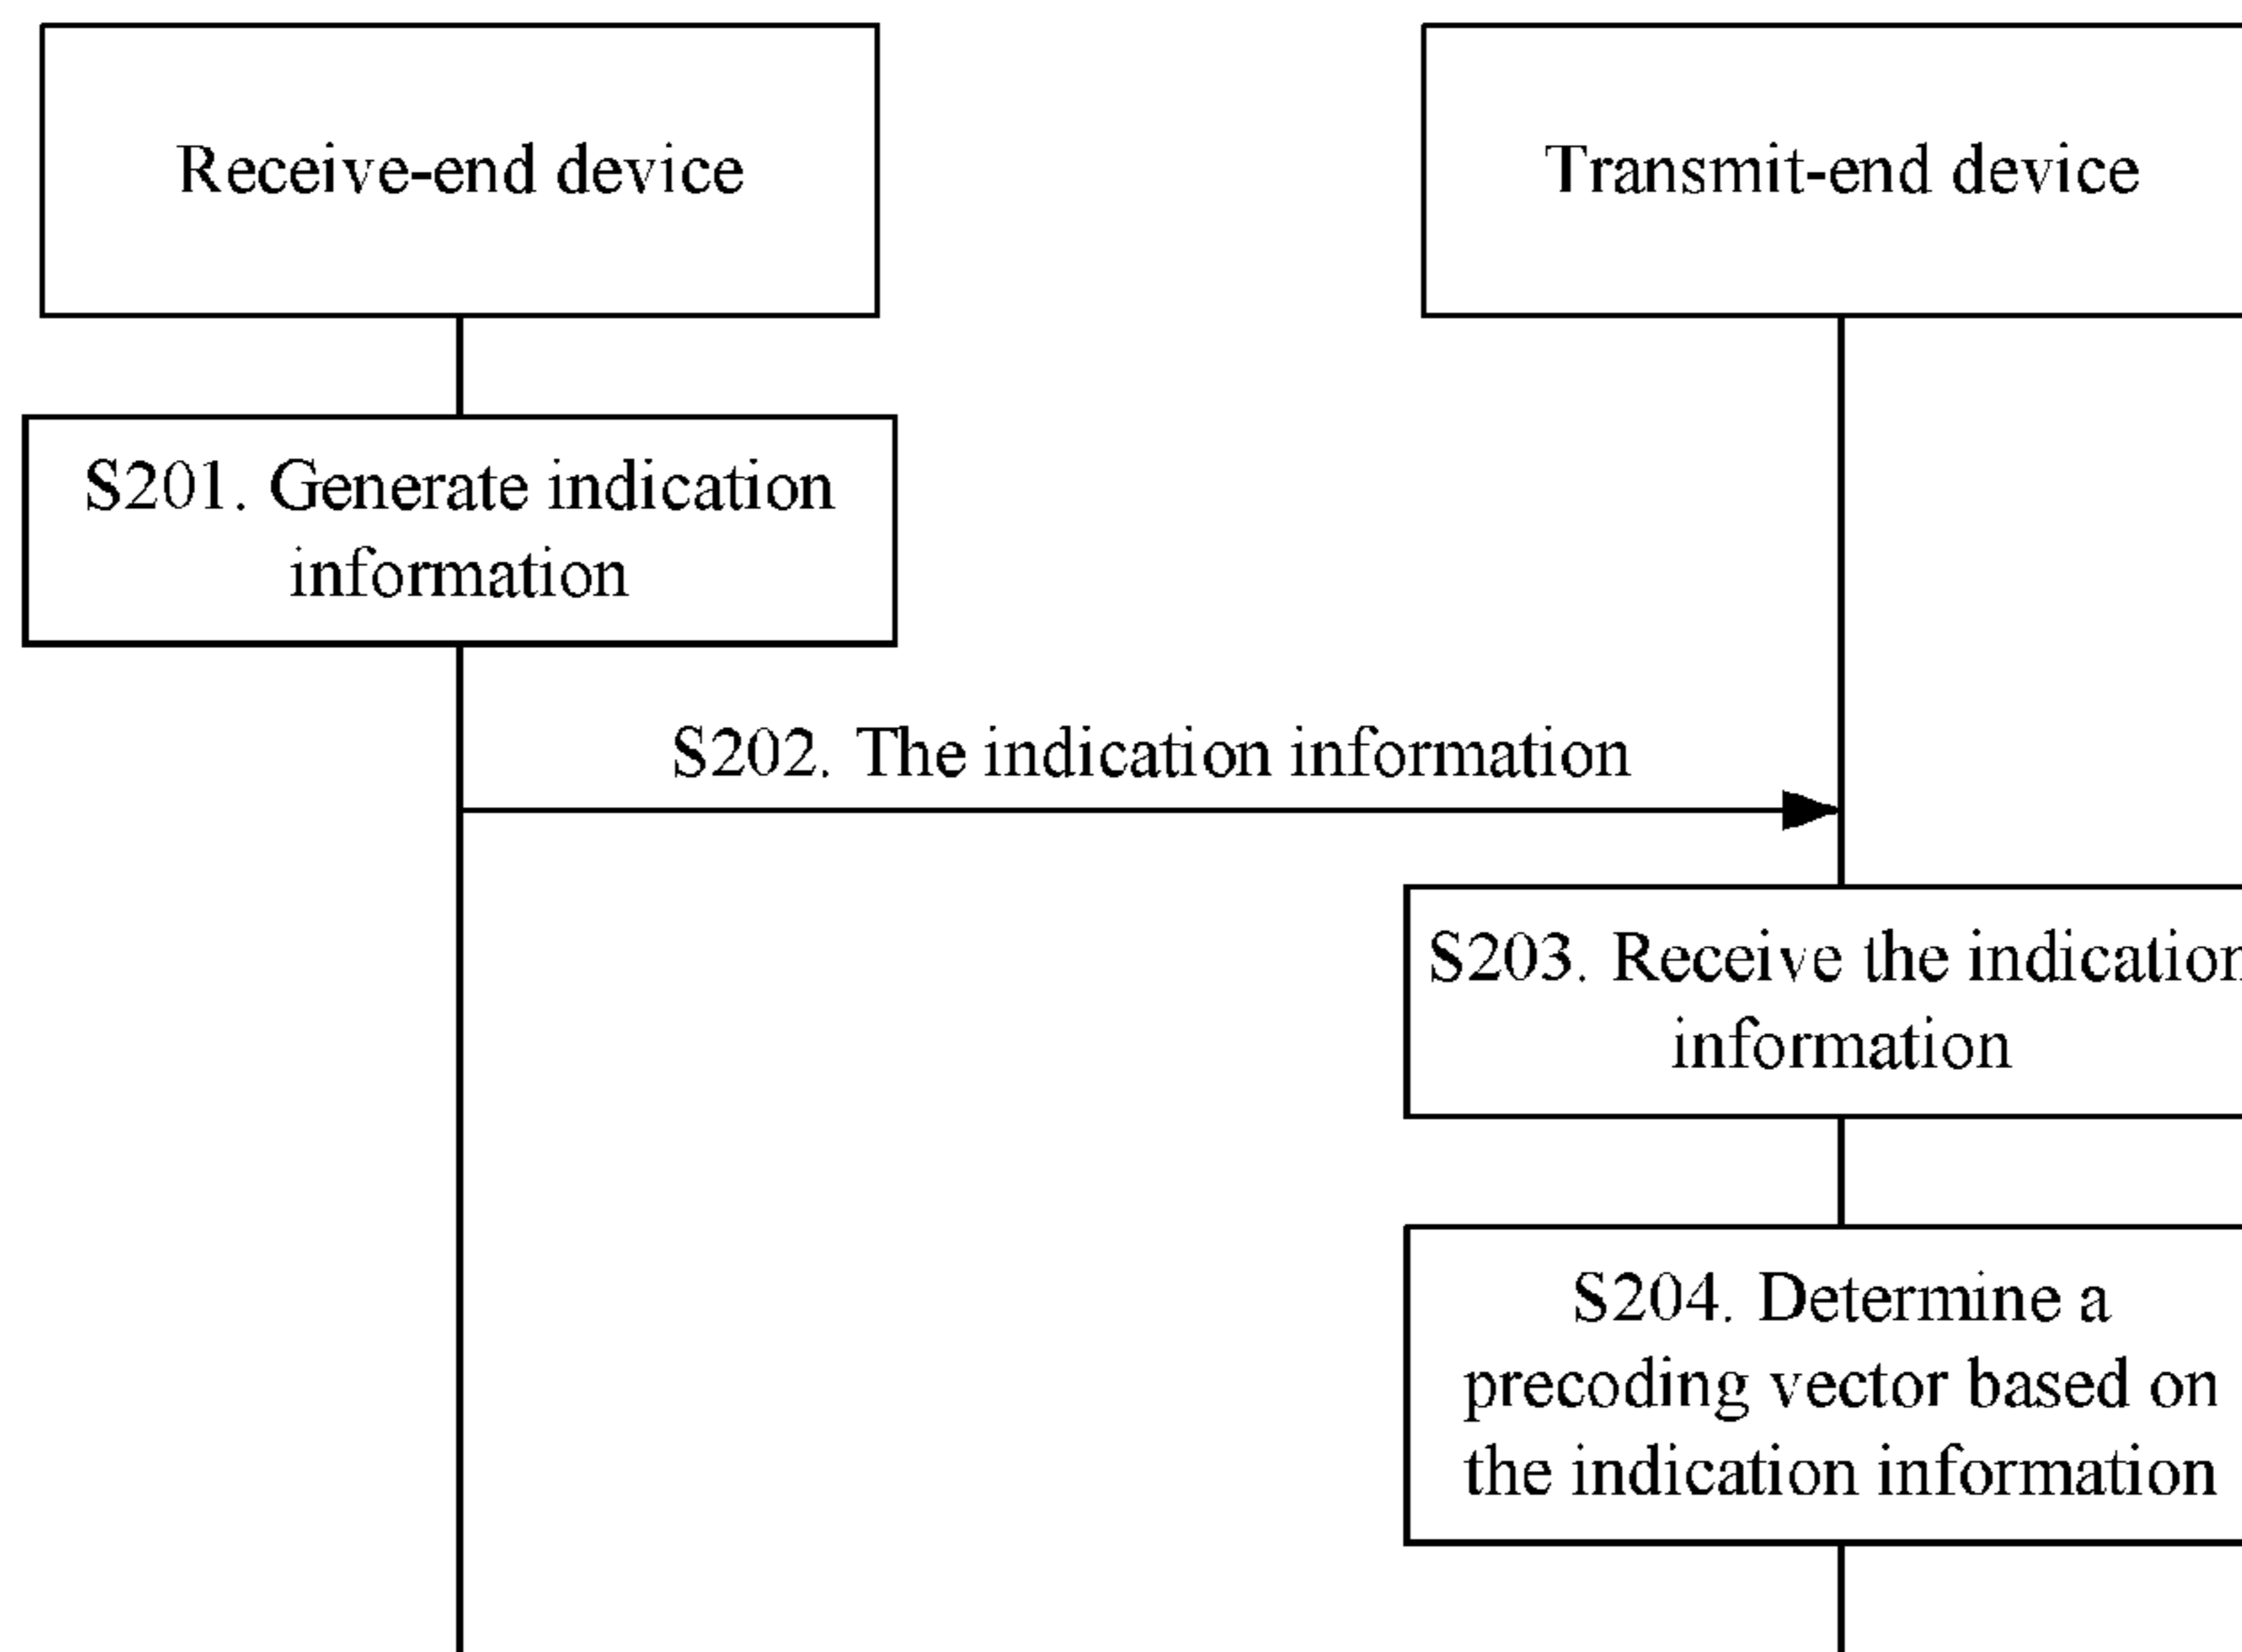 Receive-end device
Transmit-end device
S201. Generate indication
information
S202. The indication information
S203. Receive the indication
information
S204. Determine a
precoding vector based on
the indication information